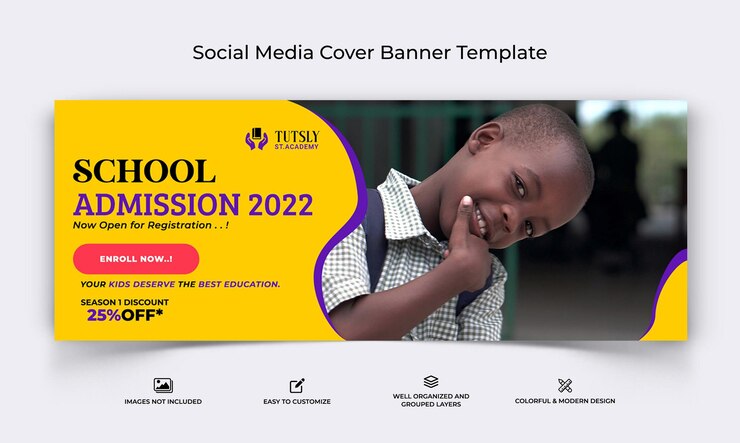 Social Media Cover Banner Template
TUTSLY
ST.ACADEMY
SCHOOL
ADMISSION 2022
Now Open for Registration . . !
ENROLL NOW..!
YOUR KIDS DESERVE THE BEST EDUCATION.
SEASON 1 DISCOUNT
25%OFF*
IMAGES NOT INCLUDED
EASY TO CUSTOMIZE
WELL ORGANIZED AND
GROUPED LAYERS
COLORFUL & MODERN DESIGN